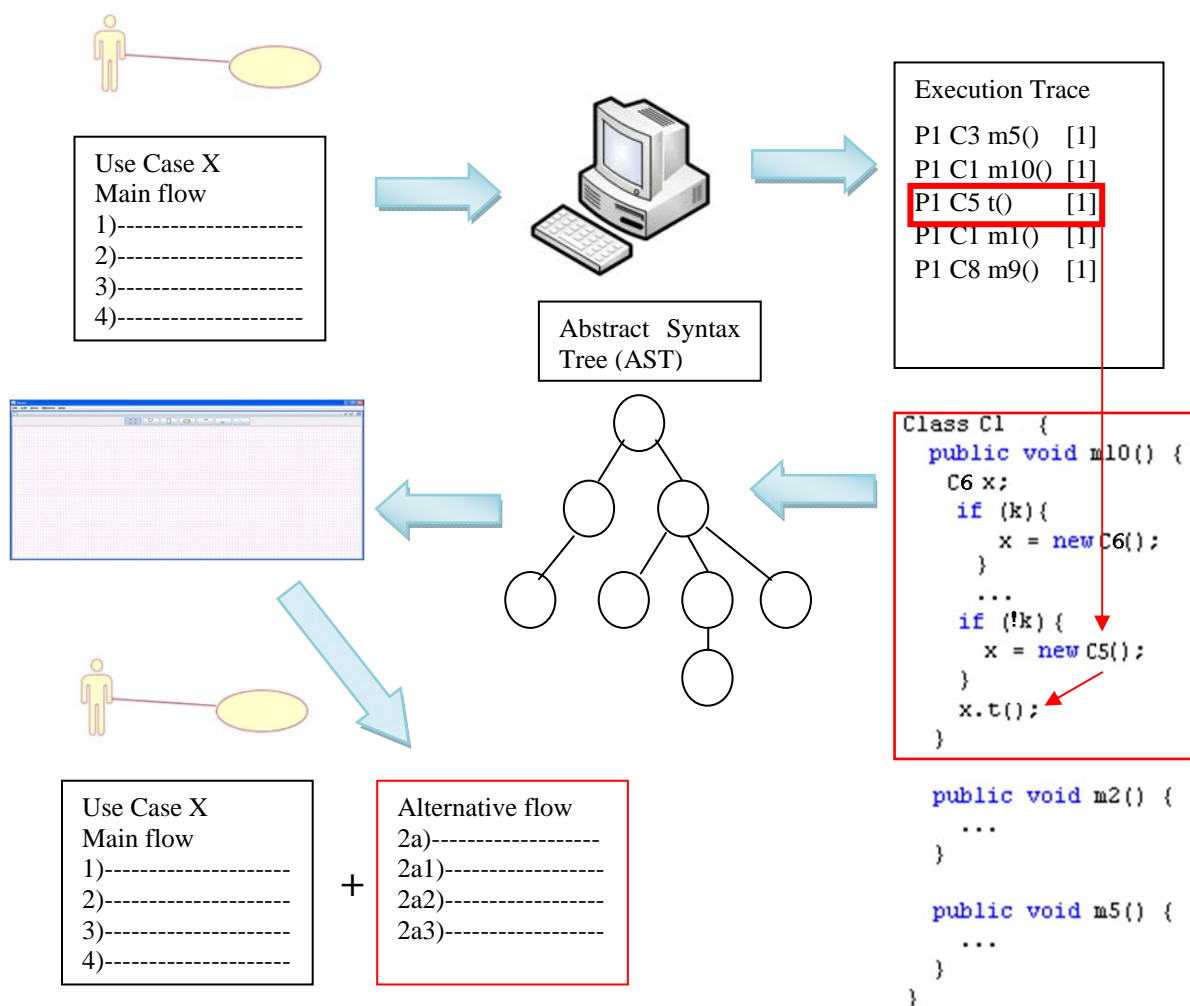 Use Case X
Main flow
1)---------------------
2)---------------------
3)---------------------
4)---------------------
Execution Trace
P1 C3 m5() [1]
P1 C1 m10() [1]
P1 C5 t() [1]
P1 C1 m1() [1]
P1 C8 m9() [1]
Abstract Syntax
Tree (AST)
Class C1 {
public void m10() {
C6 x;
if (k){
x = new C6();
}
...
if (!k){
x = new C5();
}
x.t();
}
public void m2() {
...
}
public void m5() {
...
}
}
Use Case X
Main flow
1)---------------------
2)---------------------
3)---------------------
4)---------------------
+
Alternative flow
2a)-------------------
2a1)------------------
2a2)------------------
2a3)------------------